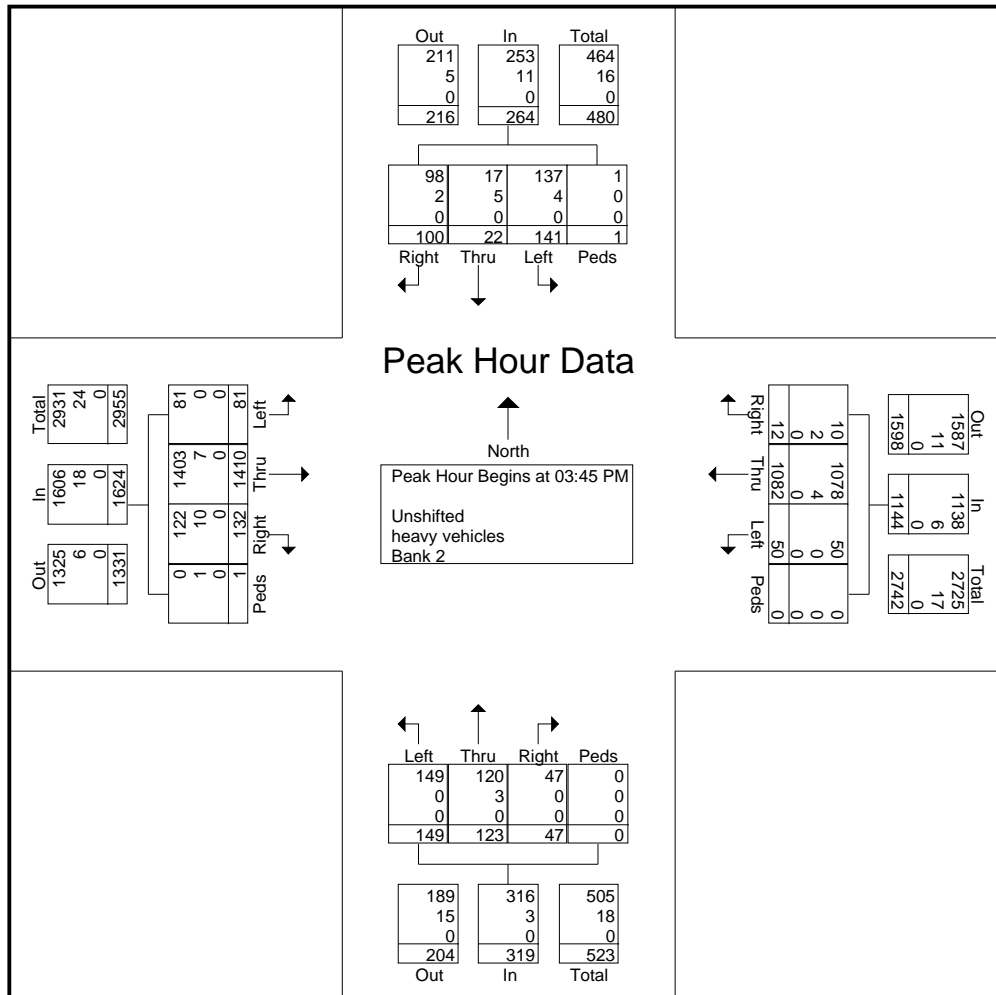 Out In Total
211 253 464
5 11 16
0 0 0
216 264 480
98 17 137 1
2 5 4 0
0 0 0 0
100 22 141 1
Right Thru Left Peds
Out In Total
1325 1606 2931
6 18 24
0 0 0
1331 1624 2955
0 122 1403 81
1 10 7 0
0 0 0 0
1 132 1410 81
Peds Right Thru Left
Peak Hour Data
North
Peak Hour Begins at 03:45 PM
Unshifted
heavy vehicles
Bank 2
Out In Total
1587 1138 2725
11 6 17
0 0 0
1598 1144 2742
10 1078 50 0
2 4 0 0
0 0 0 0
12 1082 50 0
Right Thru Left Peds
Left Thru Right Peds
149 120 47 0
0 3 0 0
0 0 0 0
149 123 47 0
189 316 505
15 3 18
0 0 0
204 319 523
Out In Total